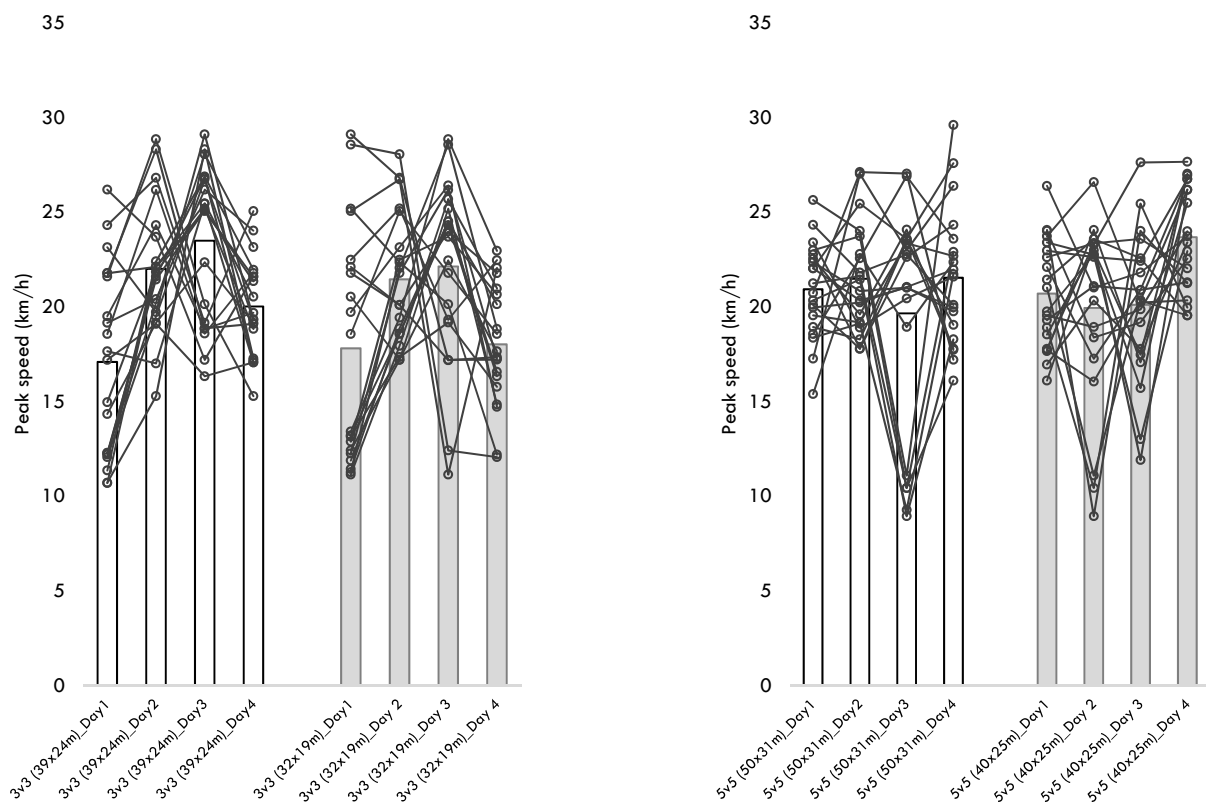 35
30
25
20
15
10
5
0
Peak speed (km/h)
3v3 (39x24m)_Day1
3v3 (39x24m)_Day2
3v3 (39x24m)_Day3
3v3 (39x24m)_Day4
3v3 (32x19m)_Day1
3v3 (32x19m)_Day 2
3v3 (32x19m)_Day 3
3v3 (32x19m)_Day 4
35
30
25
20
15
10
5
0
Peak speed (km/h)
5v5 (50x31m)_Day1
5v5 (50x31m)_Day2
5v5 (50x31m)_Day3
5v5 (50x31m)_Day4
5v5 (40x25m)_Day1
5v5 (40x25m)_Day 2
5v5 (40x25m)_Day 3
5v5 (40x25m)_Day 4